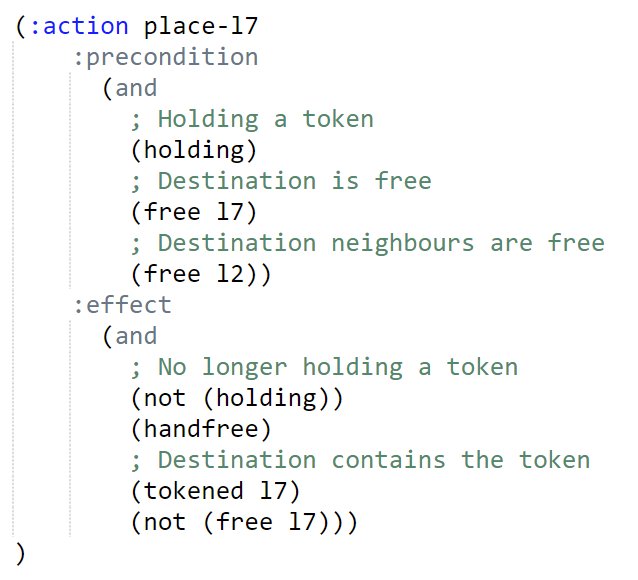 (:action place-l7
:precondition
(and
; Holding a token
(holding)
; Destination is free
(free l7)
; Destination neighbours are free
(free l2))
:effect
(and
; No longer holding a token
(not (holding))
(handfree)
; Destination contains the token
(tokened l7)
(not (free l7)))
)